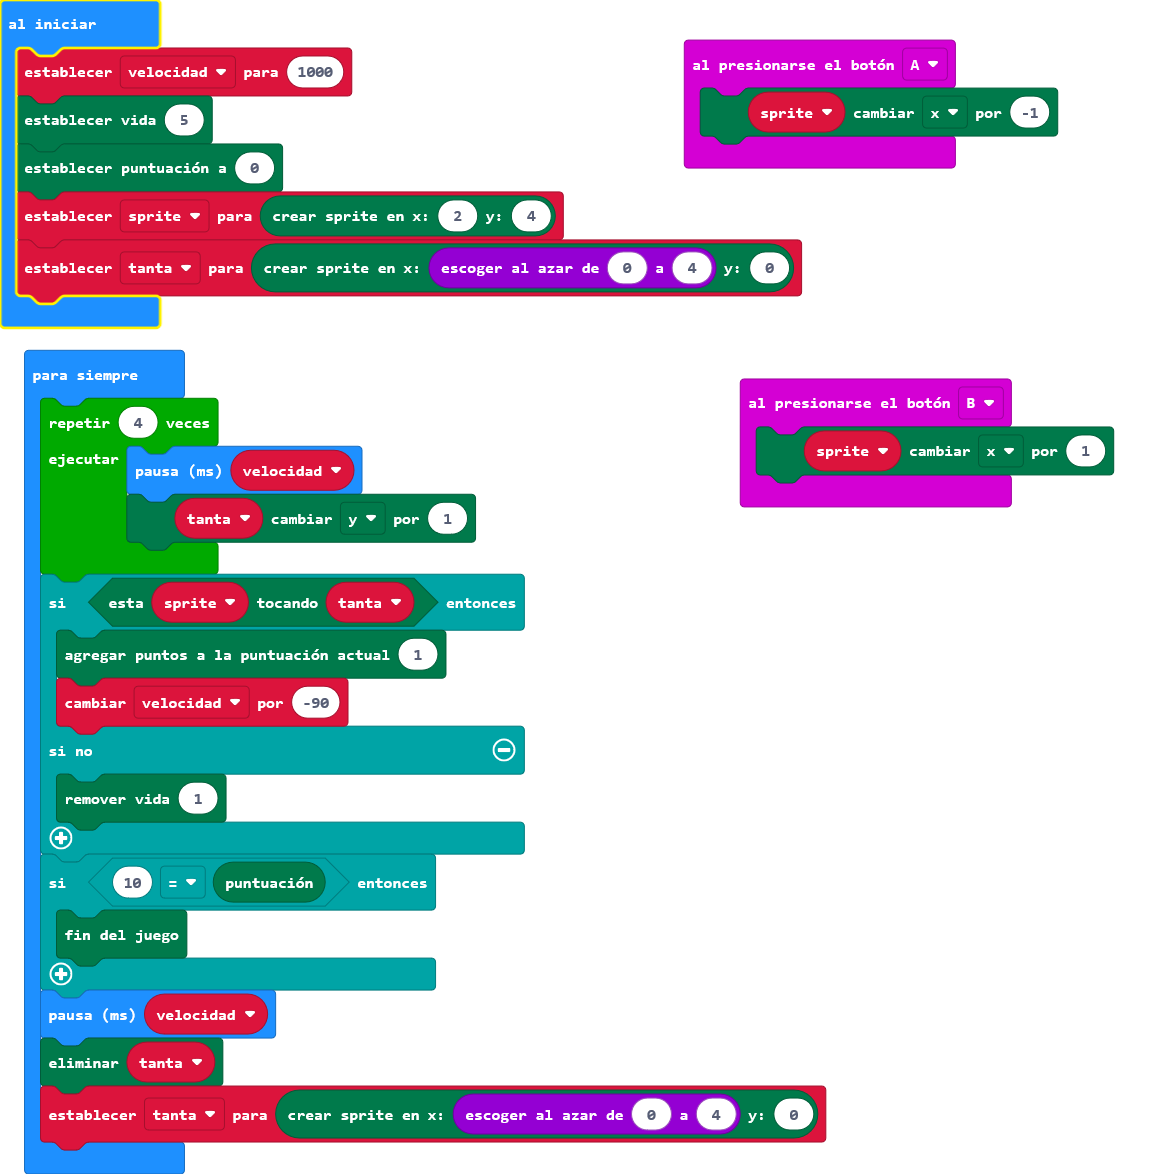 al iniciar
establecer velocidad para 1000
establecer vida 5
establecer puntuación a 0
establecer sprite para crear sprite en x: 2 y: 4
establecer tanta para crear sprite en x: escoger al azar de 0 a 4 y: 0
al presionarse el botón A
sprite cambiar x por -1
para siempre
repetir 4 veces
ejecutar
pausa (ms) velocidad
tanta cambiar y por 1
si esta sprite tocando tanta entonces
agregar puntos a la puntuación actual 1
cambiar velocidad por -90
si no
remover vida 1
si 10 = puntuación entonces
fin del juego
pausa (ms) velocidad
eliminar tanta
establecer tanta para crear sprite en x: escoger al azar de 0 a 4 y: 0
al presionarse el botón B
sprite cambiar x por 1